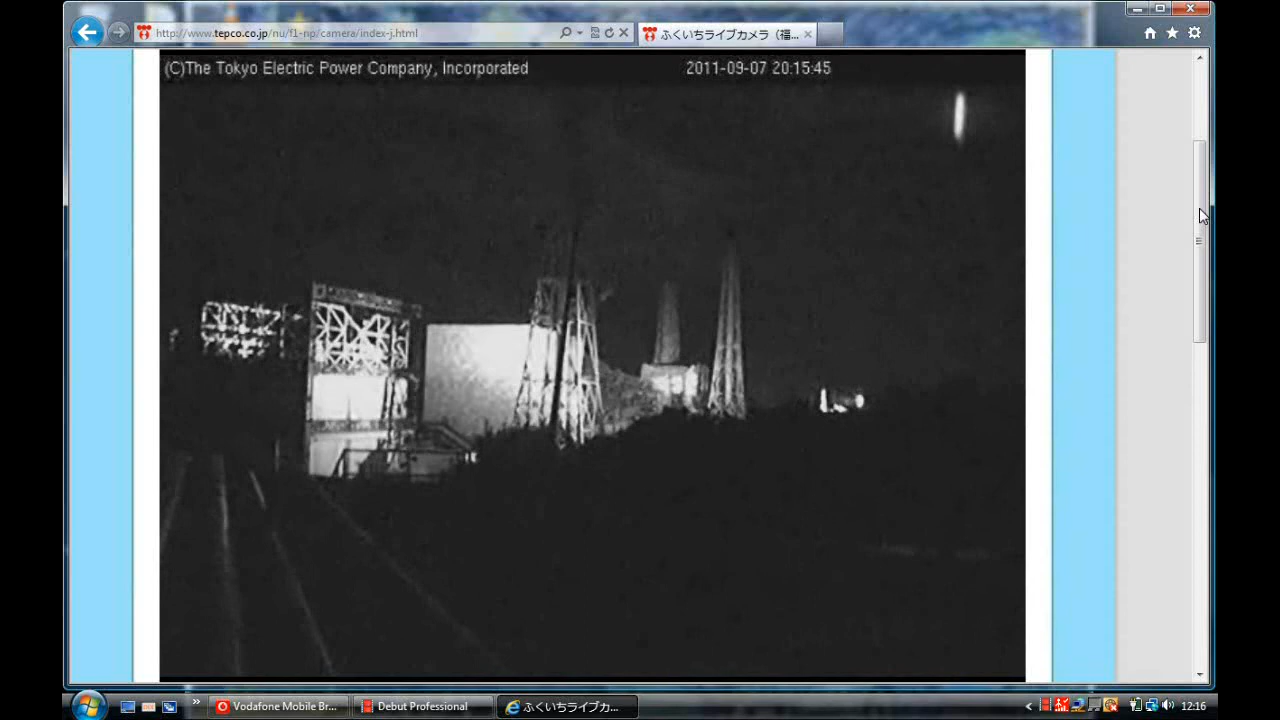 http://www.tepco.co.jp/nu/f1-np/camera/index-j.html
ふくいちライブカメラ（福...
(C)The Tokyo Electric Power Company, Incorporated
2011-09-07 20:15:45
Vodafone Mobile Br...
Debut Professional
ふくいちライブカ...
12:16